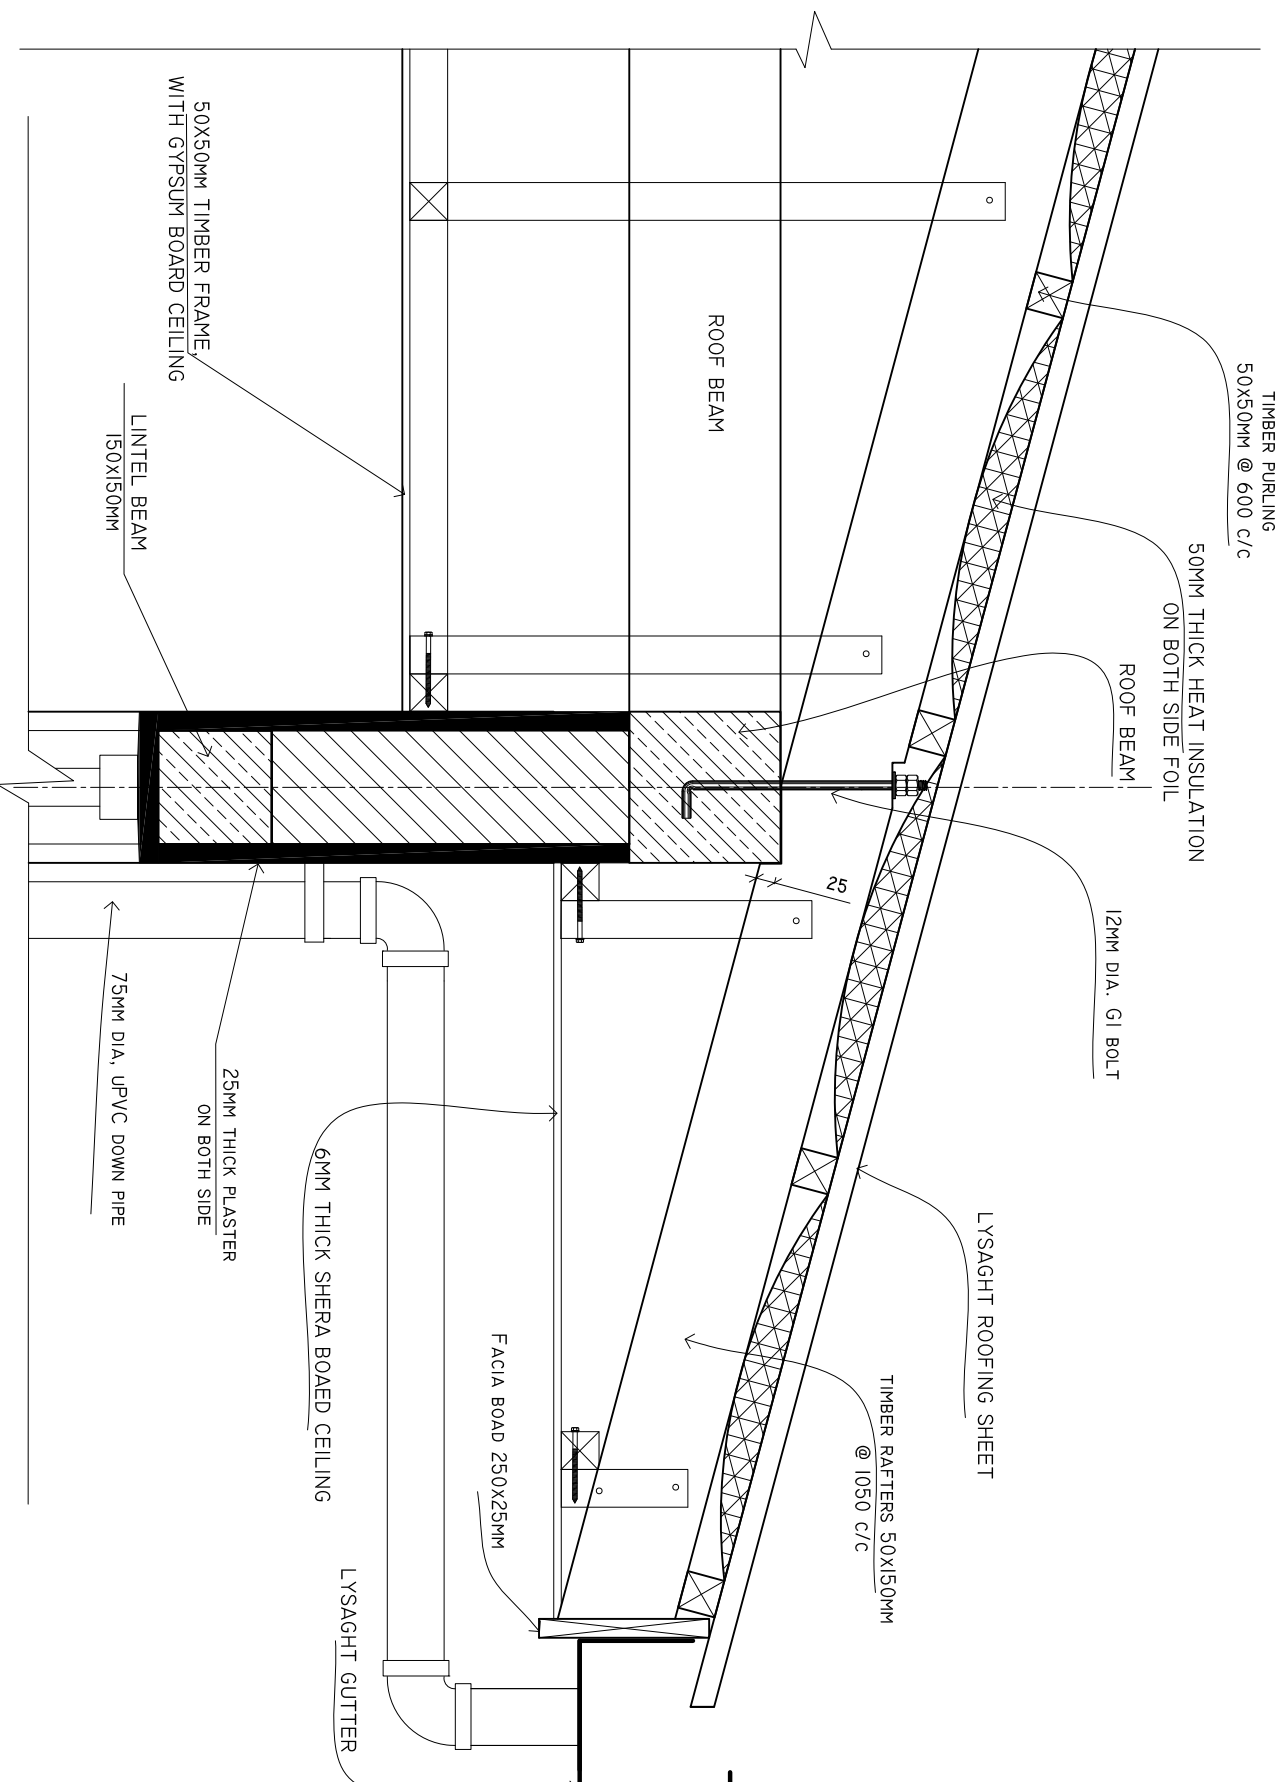 TIMBER PURLING
50X50MM @ 600 C/C
50MM THICK HEAT INSULATION
ON BOTH SIDE FOIL
ROOF BEAM
12MM DIA. GI BOLT
LYSAGHT ROOFING SHEET
TIMBER RAFTERS 50X150MM
@ 1050 C/C
25
ROOF BEAM
FACIA BOAD 250X25MM
LYSAGHT GUTTER
6MM THICK SHERA BOAED CEILING
25MM THICK PLASTER
ON BOTH SIDE
75MM DIA, UPVC DOWN PIPE
50X50MM TIMBER FRAME,
WITH GYPSUM BOARD CEILING
LINTEL BEAM
150X150MM